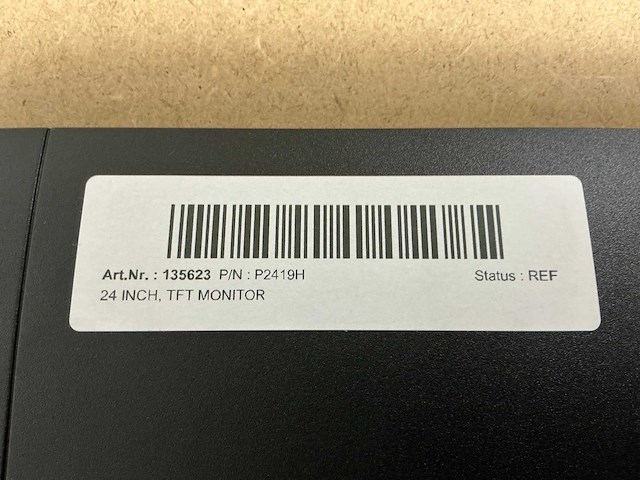 Art.Nr. : 135623 P/N : P2419H Status : REF
24 INCH, TFT MONITOR